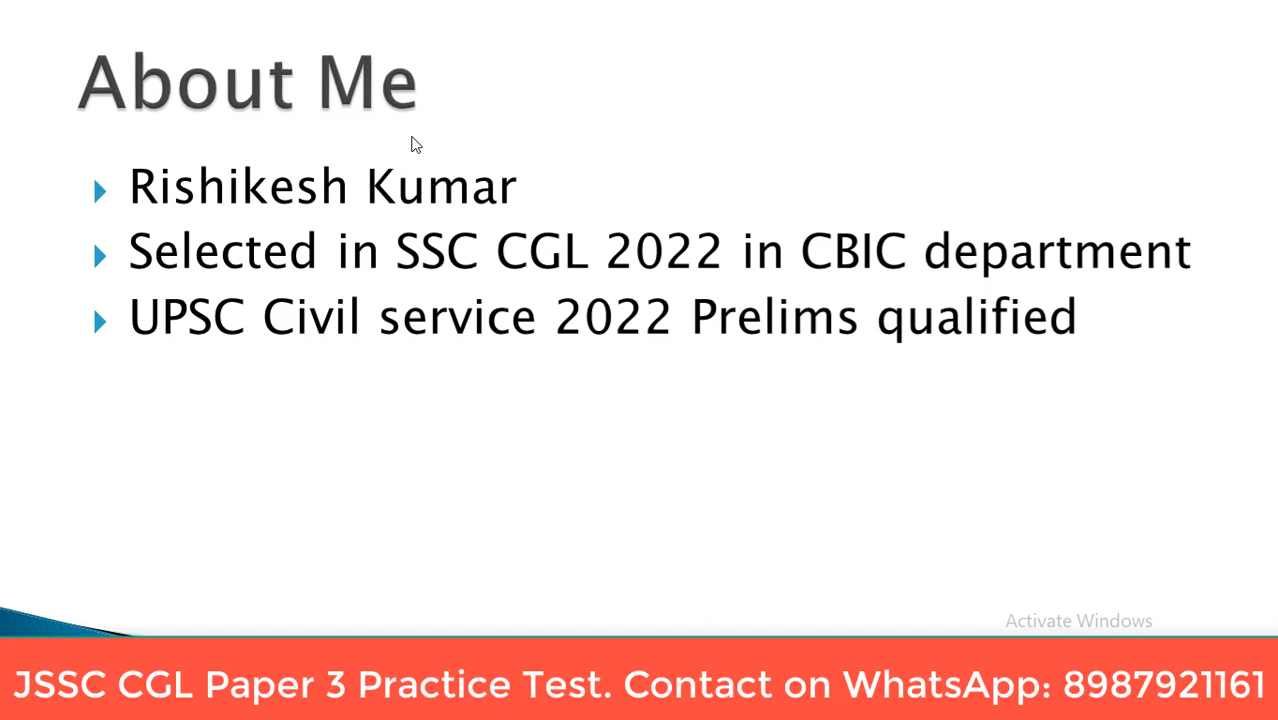 About Me
Rishikesh Kumar
Selected in SSC CGL 2022 in CBIC department
UPSC Civil service 2022 Prelims qualified
Activate Windows
JSSC CGL Paper 3 Practice Test. Contact on WhatsApp: 8987921161